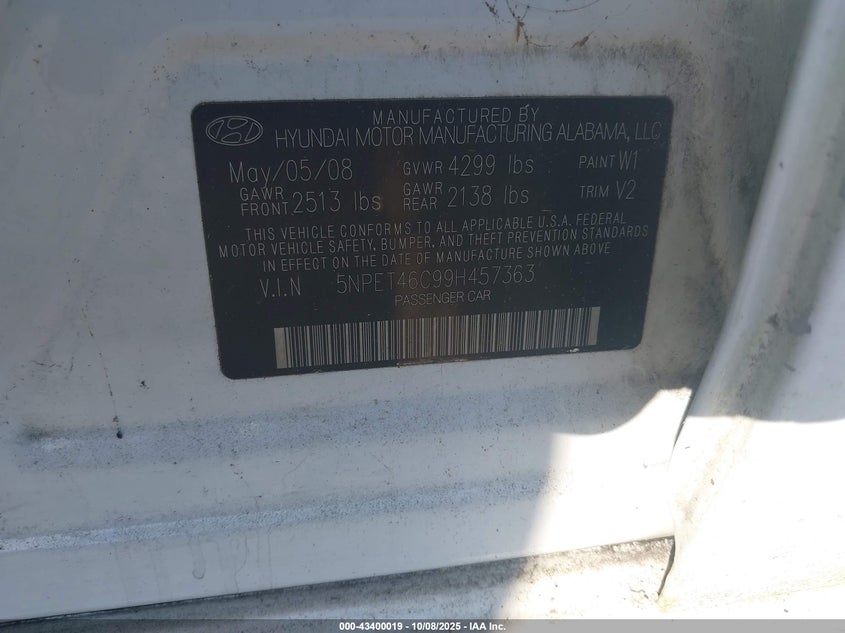 MANUFACTURED BY
HYUNDAI MOTOR MANUFACTURING ALABAMA, LLC
May/05/08 GVWR 4299 lbs PAINT W1
GAWR FRONT 2513 lbs GAWR REAR 2138 lbs TRIM V2
THIS VEHICLE CONFORMS TO ALL APPLICABLE U.S.A. FEDERAL
MOTOR VEHICLE SAFETY, BUMPER, AND THEFT PREVENTION STANDARDS
IN EFFECT ON THE DATE OF MANUFACTURE SHOWN ABOVE.
V.I.N 5NPET46C99H457363
PASSENGER CAR
000-43400019 - 10/08/2025 - IAA Inc.